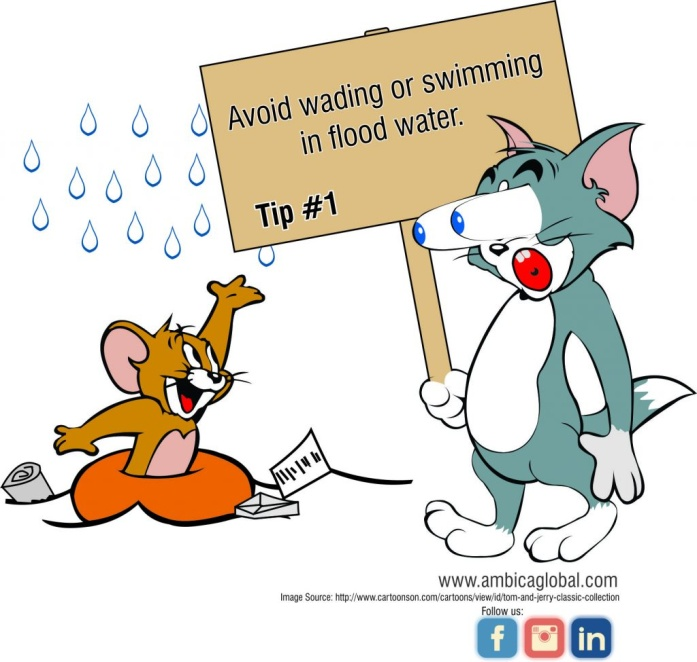 Avoid wading or swimming
in flood water.
Tip #1
www.ambicaglobal.com
Image Source: http://www.cartoonson.com/cartoons/view/id/tom-and-jerry-classic-collection
Follow us:
f in